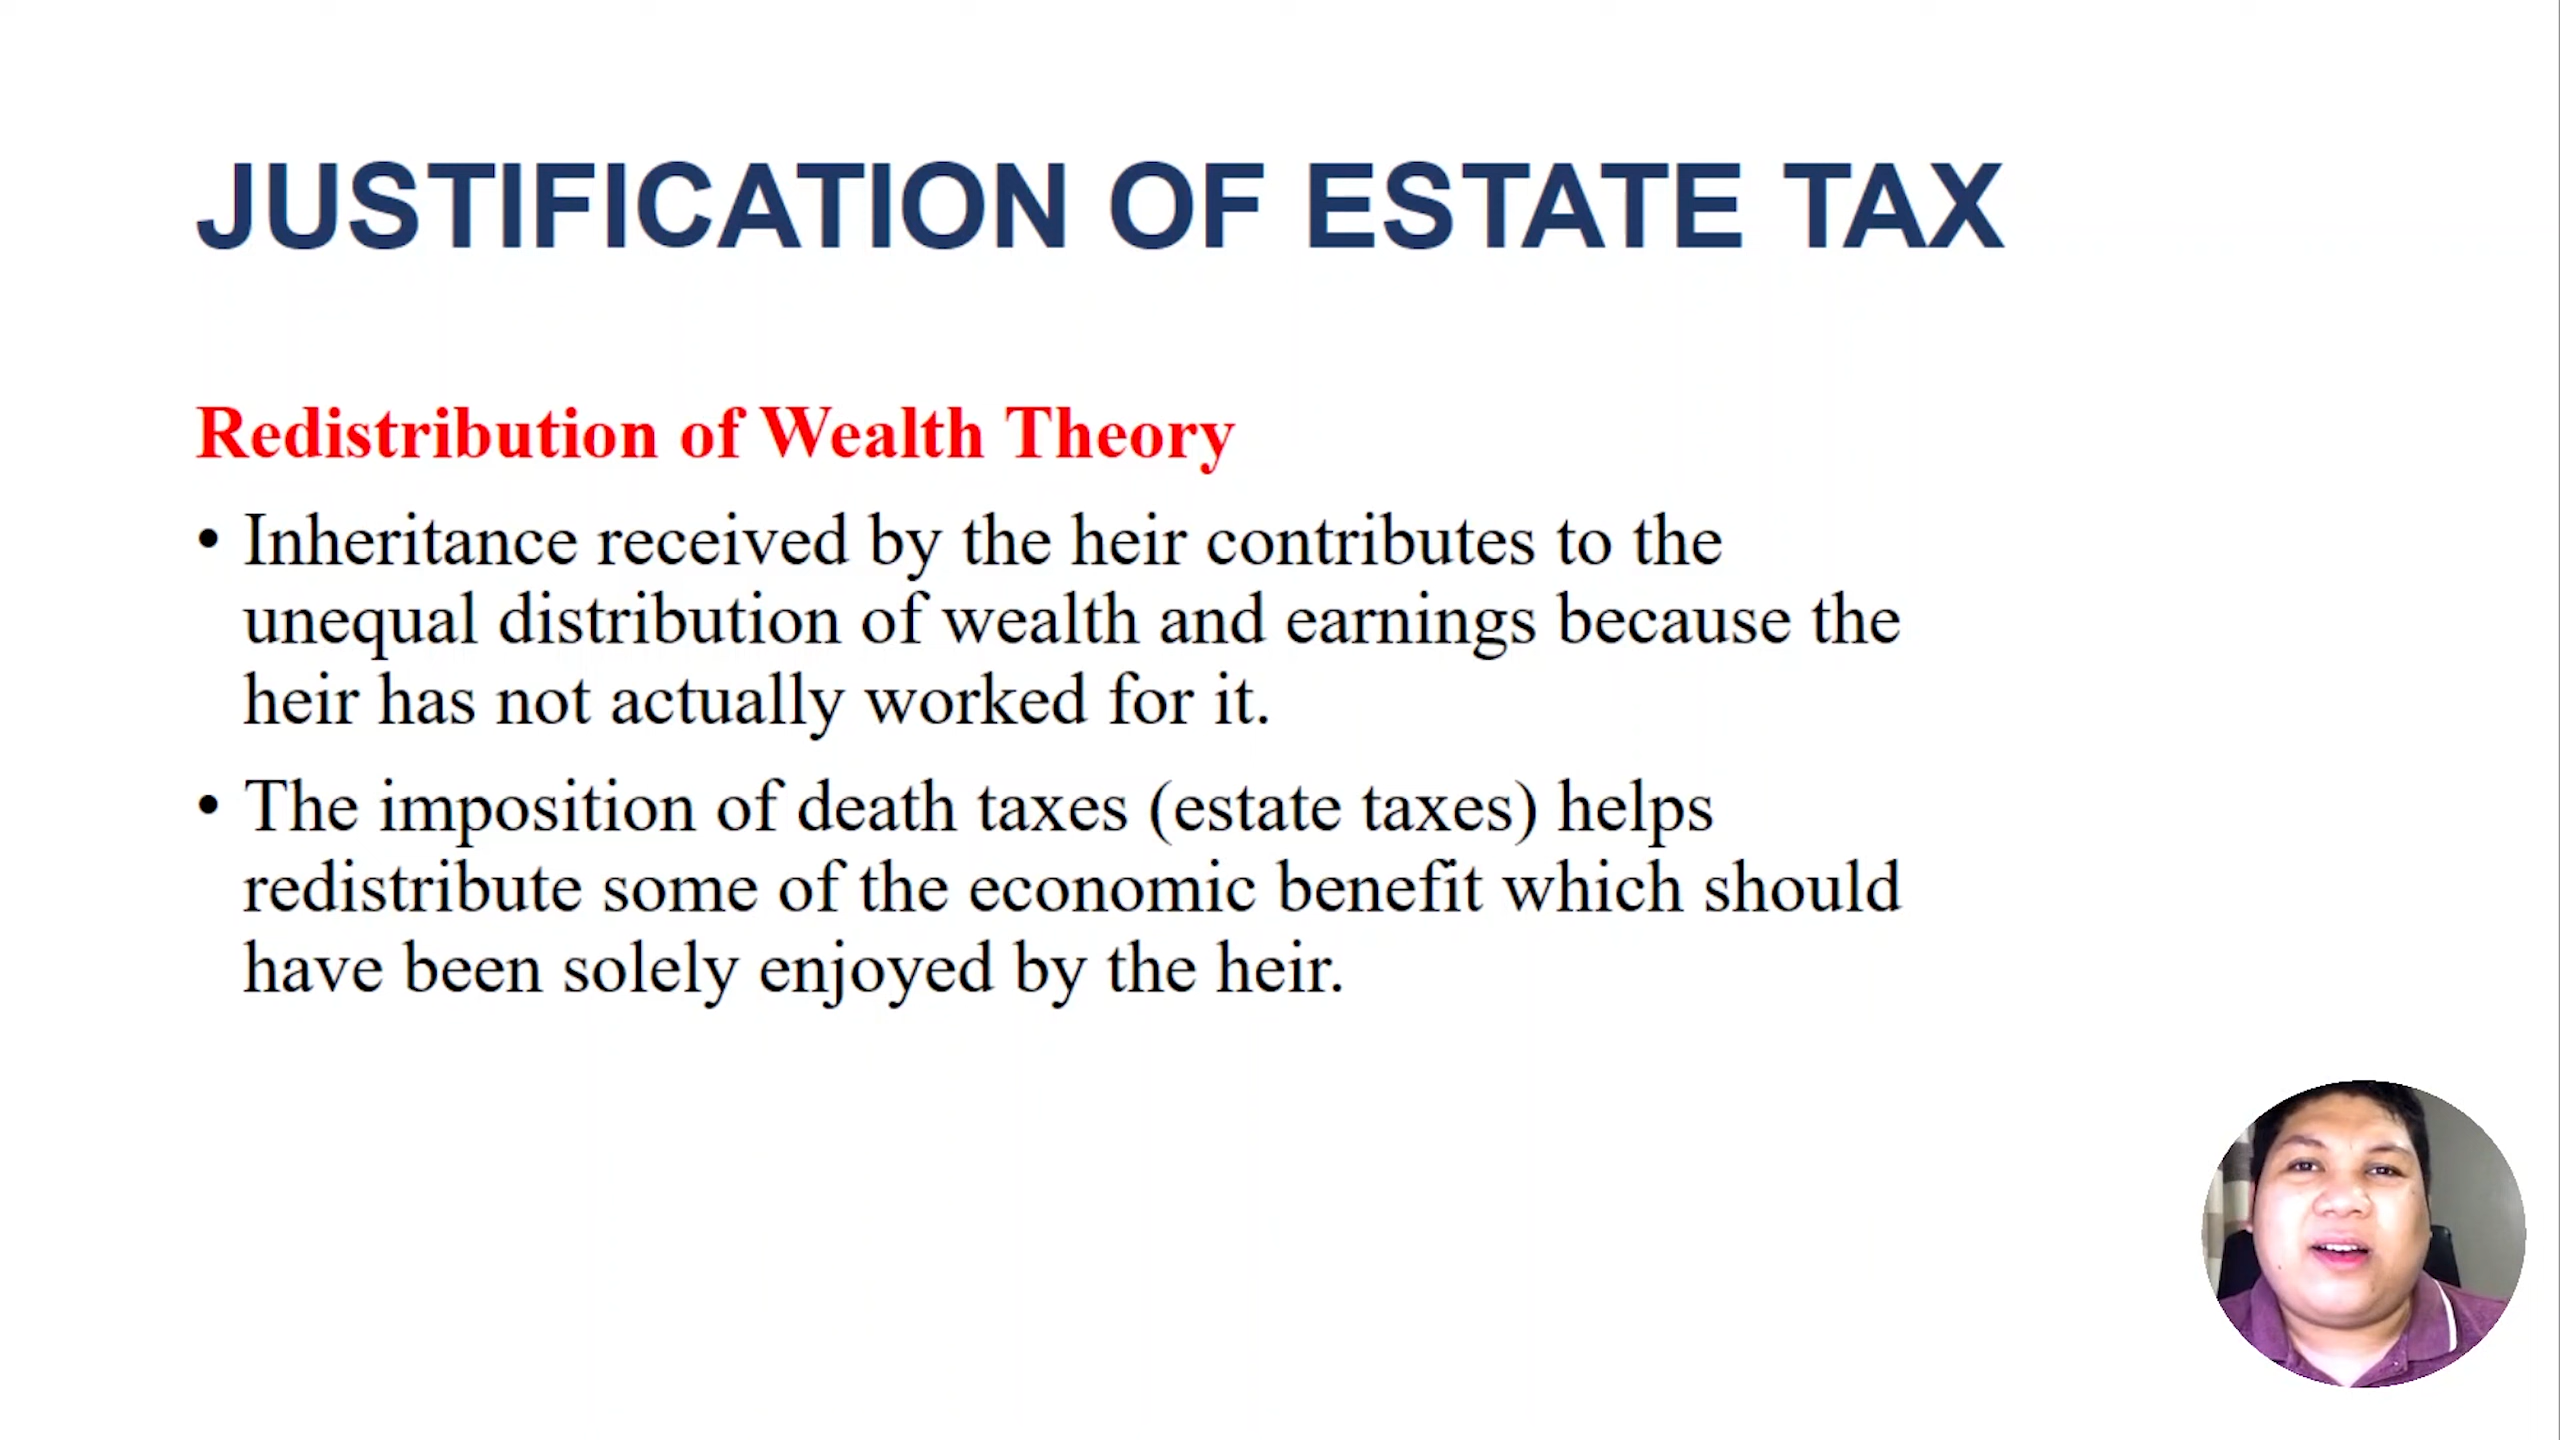 JUSTIFICATION OF ESTATE TAX
Redistribution of Wealth Theory
• Inheritance received by the heir contributes to the
unequal distribution of wealth and earnings because the
heir has not actually worked for it.
• The imposition of death taxes (estate taxes) helps
redistribute some of the economic benefit which should
have been solely enjoyed by the heir.